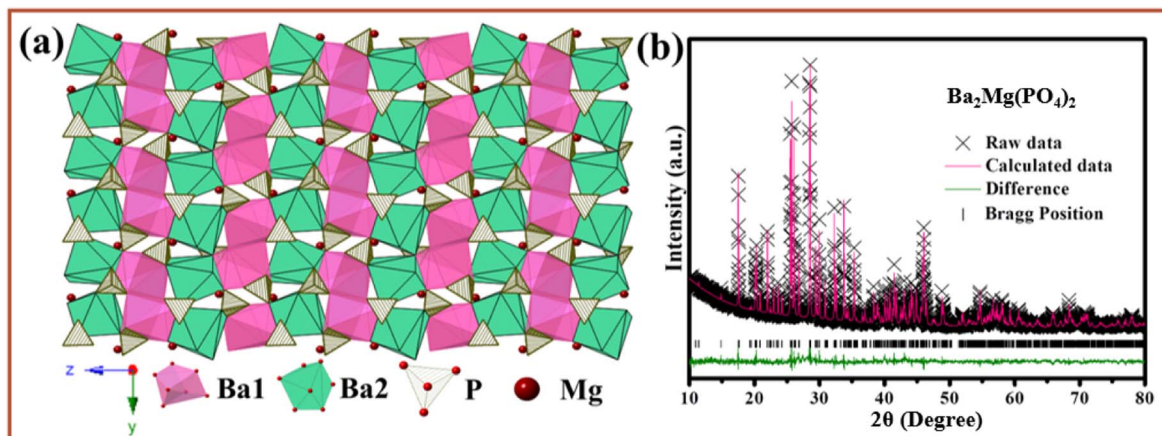 (a)
z
y
Ba1
Ba2
P
Mg
(b)
Ba₂Mg(PO₄)₂
Raw data
Calculated data
Difference
Bragg Position
Intensity (a.u.)
10 20 30 40 50 60 70 80
2θ (Degree)